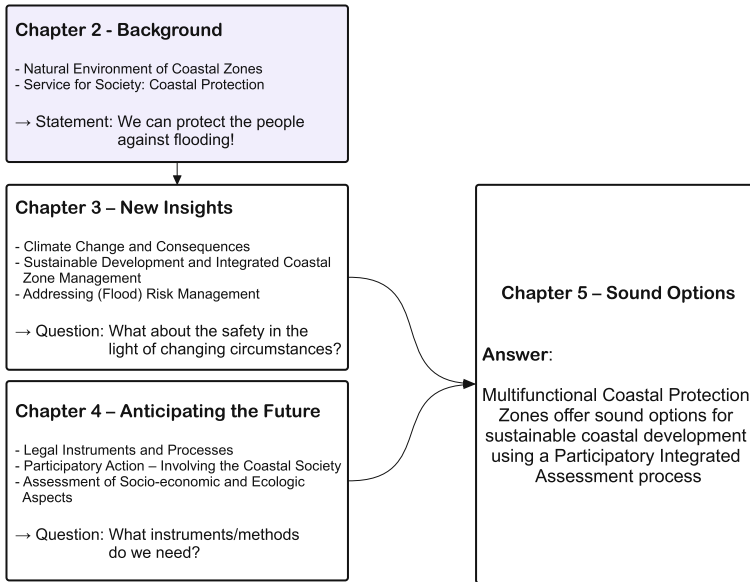 Chapter 2 - Background
- Natural Environment of Coastal Zones
- Service for Society: Coastal Protection
→ Statement: We can protect the people
against flooding!
Chapter 3 – New Insights
- Climate Change and Consequences
- Sustainable Development and Integrated Coastal
Zone Management
- Addressing (Flood) Risk Management
→ Question: What about the safety in the
light of changing circumstances?
Chapter 4 – Anticipating the Future
- Legal Instruments and Processes
- Participatory Action – Involving the Coastal Society
- Assessment of Socio-economic and Ecologic
Aspects
→ Question: What instruments/methods
do we need?
Chapter 5 – Sound Options
Answer:
Multifunctional Coastal Protection
Zones offer sound options for
sustainable coastal development
using a Participatory Integrated
Assessment process